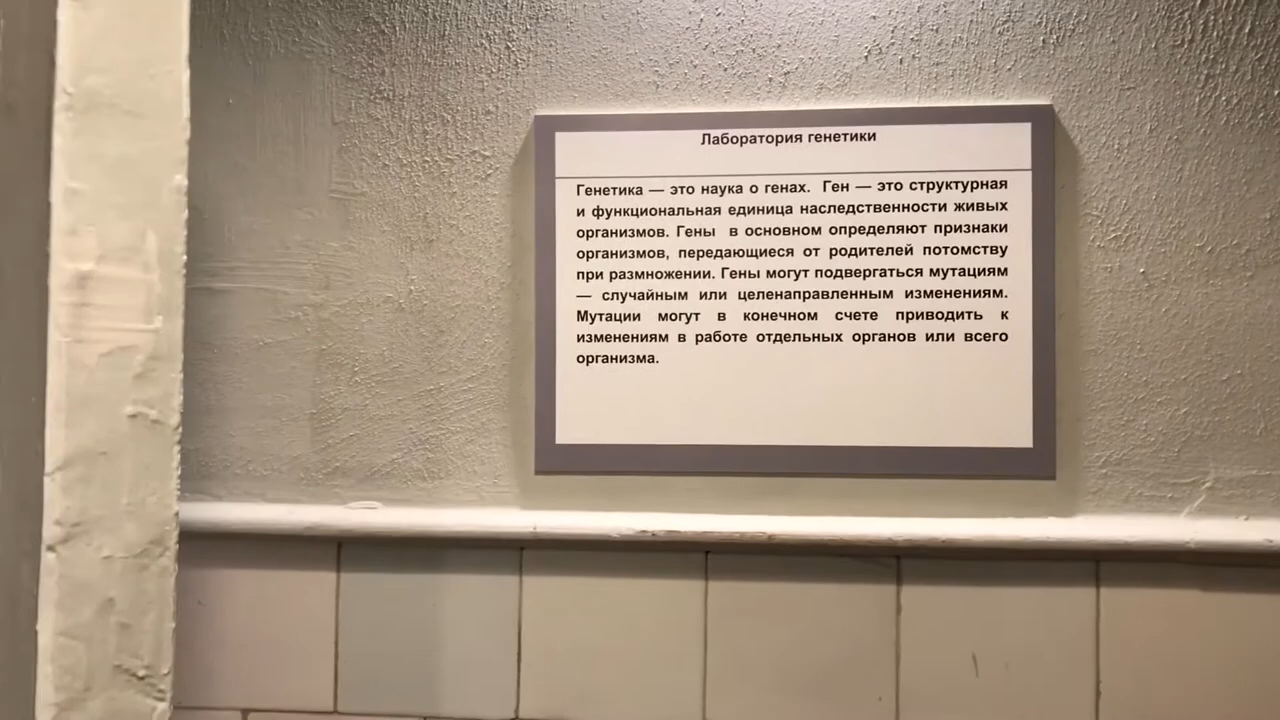 Лаборатория генетики
Генетика — это наука о генах.  Ген — это структурная
и функциональная единица наследственности живых
организмов. Гены  в основном определяют признаки
организмов, передающиеся от родителей потомству
при размножении. Гены могут подвергаться мутациям
— случайным или целенаправленным изменениям.
Мутации могут в конечном счете приводить к
изменениям в работе отдельных органов или всего
организма.